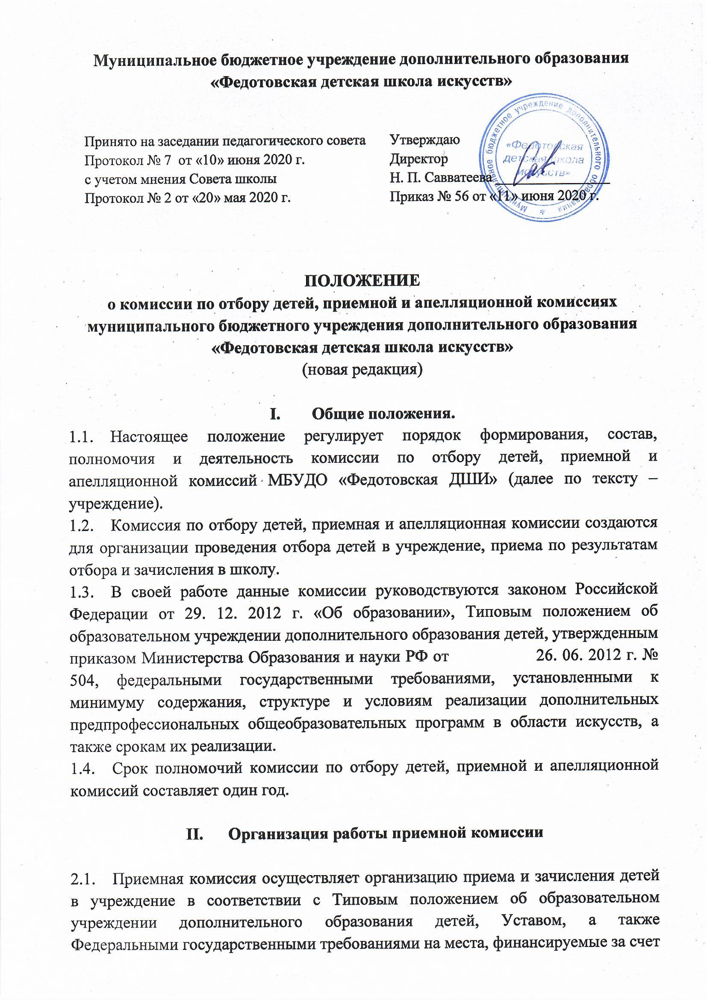 Муниципальное бюджетное учреждение дополнительного образования
«Федотовская детская школа искусств»
Принято на заседании педагогического совета
Протокол № 7 от «10» июня 2020 г.
с учетом мнения Совета школы
Протокол № 2 от «20» мая 2020 г.
Утверждаю
Директор
Н. П. Савватеева
Приказ № 56 от «11» июня 2020 г.
Муниципальное бюджетное учреждение дополнительного образования *
«Федотовская
детская школа
искусств»
ПОЛОЖЕНИЕ
о комиссии по отбору детей, приемной и апелляционной комиссиях
муниципального бюджетного учреждения дополнительного образования
«Федотовская детская школа искусств»
(новая редакция)
I. Общие положения.
1.1. Настоящее положение регулирует порядок формирования, состав,
полномочия и деятельность комиссии по отбору детей, приемной и
апелляционной комиссий МБУДО «Федотовская ДШИ» (далее по тексту –
учреждение).
1.2. Комиссия по отбору детей, приемная и апелляционная комиссии создаются
для организации проведения отбора детей в учреждение, приема по результатам
отбора и зачисления в школу.
1.3. В своей работе данные комиссии руководствуются законом Российской
Федерации от 29. 12. 2012 г. «Об образовании», Типовым положением об
образовательном учреждении дополнительного образования детей, утвержденным
приказом Министерства Образования и науки РФ от 26. 06. 2012 г. №
504, федеральными государственными требованиями, установленными к
минимуму содержания, структуре и условиям реализации дополнительных
предпрофессиональных общеобразовательных программ в области искусств, а
также срокам их реализации.
1.4. Срок полномочий комиссии по отбору детей, приемной и апелляционной
комиссий составляет один год.
II. Организация работы приемной комиссии
2.1. Приемная комиссия осуществляет организацию приема и зачисления детей
в учреждение в соответствии с Типовым положением об образовательном
учреждении дополнительного образования детей, Уставом, а также
Федеральными государственными требованиями на места, финансируемые за счет